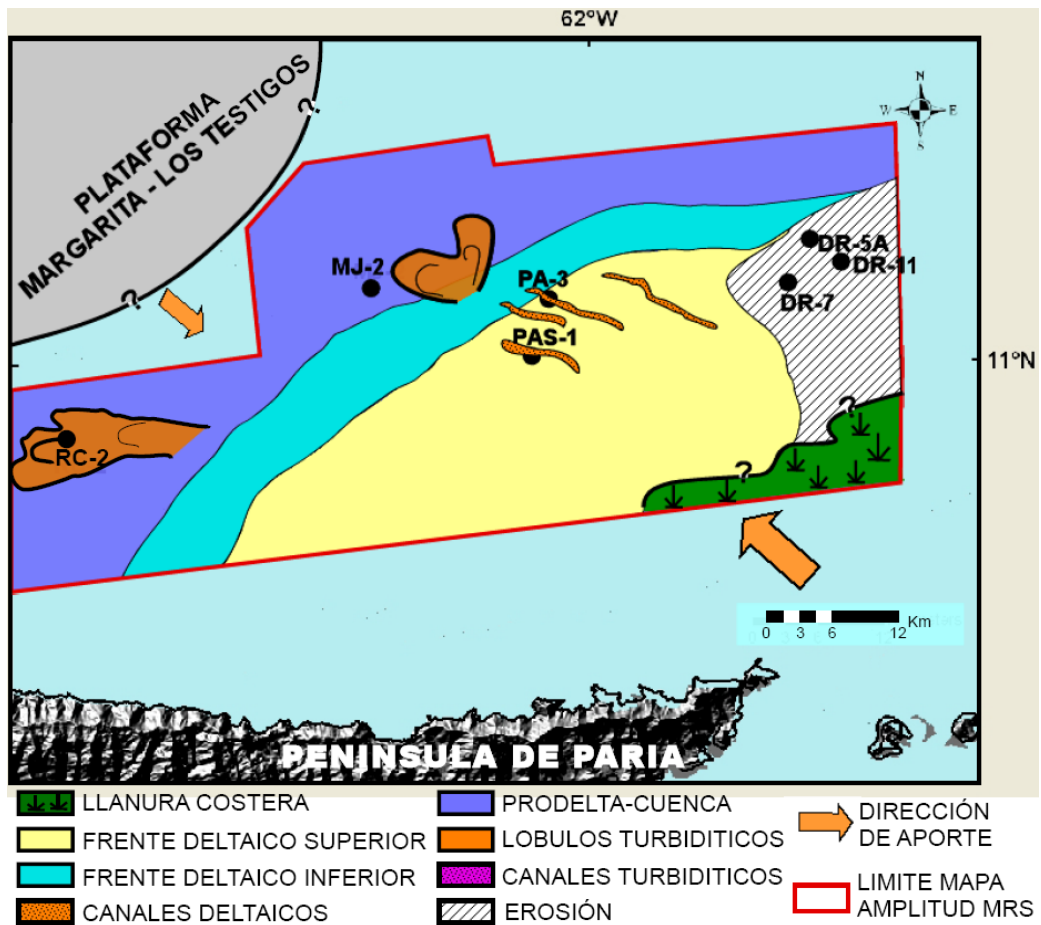 62°W
PLATAFORMA
MARGARITA - LOS TESTIGOS
?
?
N
W E
S
MJ-2
PA-3
PAS-1
DR-5A
DR-11
DR-7
11°N
RC-2
?
?
Km
0 3 6 12
PENINSULA DE PARIA
LLANURA COSTERA
FRENTE DELTAICO SUPERIOR
FRENTE DELTAICO INFERIOR
CANALES DELTAICOS
PRODELTA-CUENCA
LOBULOS TURBIDITICOS
CANALES TURBIDITICOS
EROSIÓN
DIRECCIÓN
DE APORTE
LIMITE MAPA
AMPLITUD MRS